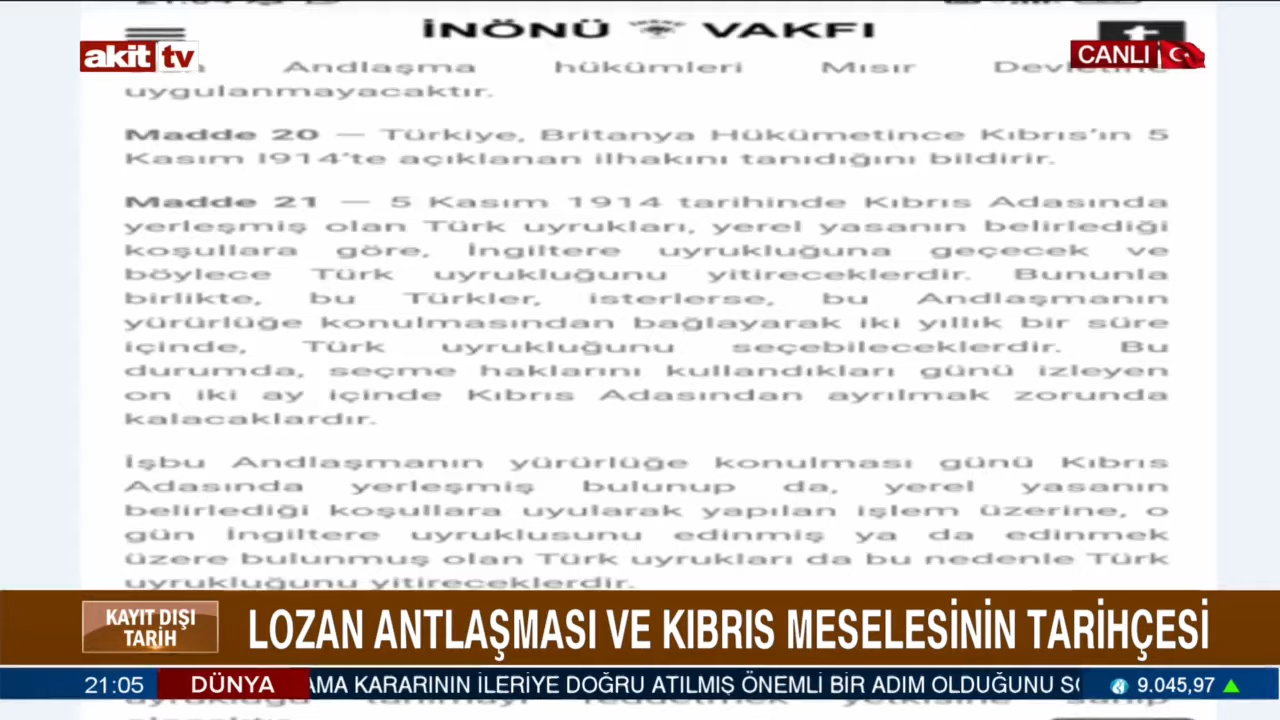 İNÖNÜ VAKFI
akit tv
CANLI
Andlaşma hükümleri Mısır Devletine
uygulanmayacaktır.
Madde 20 — Türkiye, Britanya Hükümetince Kıbrıs'ın 5
Kasım 1914'te açıklanan ilhakını tanıdığını bildirir.
Madde 21 — 5 Kasım 1914 tarihinde Kıbrıs Adasında
yerleşmiş olan Türk uyrukları, yerel yasanın belirlediği
koşullara göre, İngiltere uyrukluğuna geçecek ve
böylece Türk uyrukluğunu yitireceklerdir. Bununla
birlikte, bu Türkler, isterlerse, bu Andlaşmanın
yürürlüğe konulmasından bağlayarak iki yıllık bir süre
içinde, Türk uyrukluğunu seçebileceklerdir. Bu
durumda, seçme haklarını kullandıkları günü izleyen
on iki ay içinde Kıbrıs Adasından ayrılmak zorunda
kalacaklardır.
İşbu Andlaşmanın yürürlüğe konulması günü Kıbrıs
Adasında yerleşmiş bulunup da, yerel yasanın
belirlediği koşullara uyularak yapılan işlem üzerine, o
gün İngiltere uyruklusunu edinmiş ya da edinmek
üzere bulunmuş olan Türk uyrukları da bu nedenle Türk
uyrukluğunu yitireceklerdir.
KAYIT DIŞI
TARİH
LOZAN ANTLAŞMASI VE KIBRIS MESELESİNİN TARİHÇESİ
21:05 DÜNYA AMA KARARININ İLERİYE DOĞRU ATILMIŞ ÖNEMLİ BİR ADIM OLDUĞUNU 9.045,97